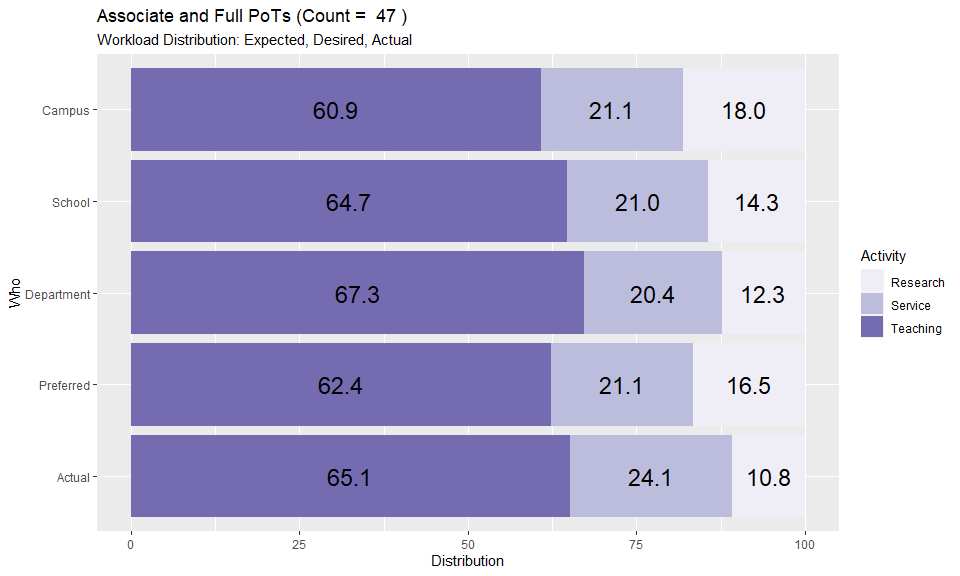 Associate and Full PoTs (Count =  47 )
Workload Distribution: Expected, Desired, Actual
Who
Campus
60.9
21.1
18.0
School
64.7
21.0
14.3
Department
67.3
20.4
12.3
Preferred
62.4
21.1
16.5
Actual
65.1
24.1
10.8
0
25
50
75
100
Distribution
Activity
Research
Service
Teaching